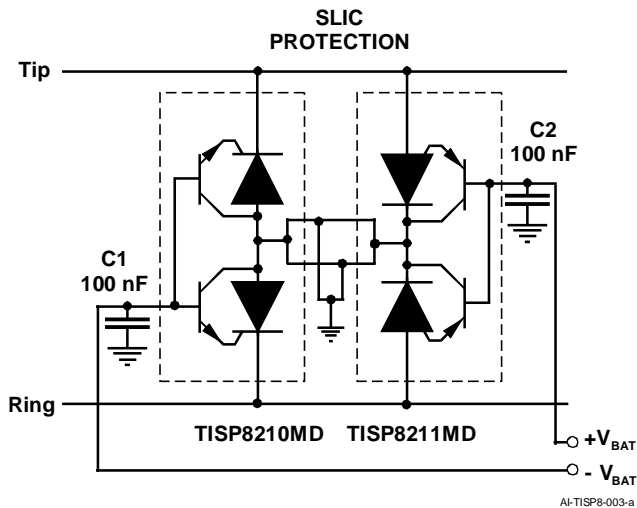 SLIC
PROTECTION
Tip
C2
100 nF
C1
100 nF
Ring
TISP8210MD TISP8211MD
+VBAT
- VBAT
AI-TISP8-003-a